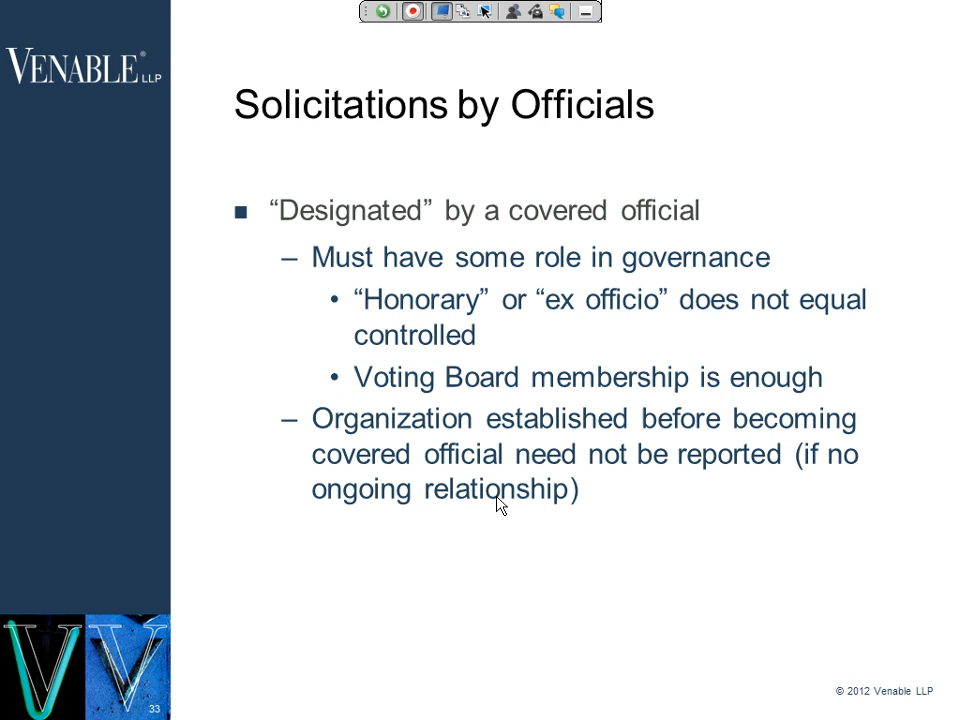 VENABLE® LLP
Solicitations by Officials
■ “Designated” by a covered official
– Must have some role in governance
• “Honorary” or “ex officio” does not equal
controlled
• Voting Board membership is enough
– Organization established before becoming
covered official need not be reported (if no
ongoing relationship)
33
© 2012 Venable LLP